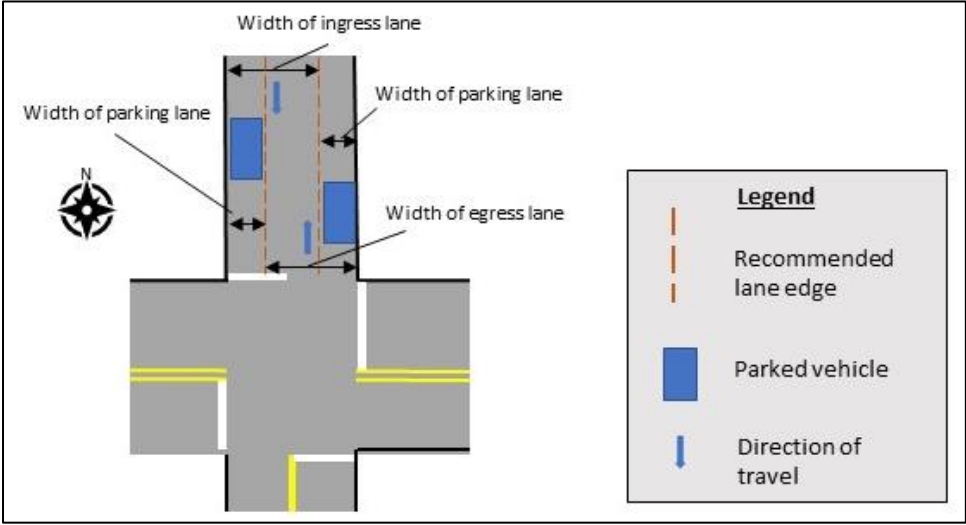 Width of ingress lane
Width of parking lane
Width of parking lane
N
Width of egress lane
Legend
Recommended
lane edge
Parked vehicle
Direction of
travel